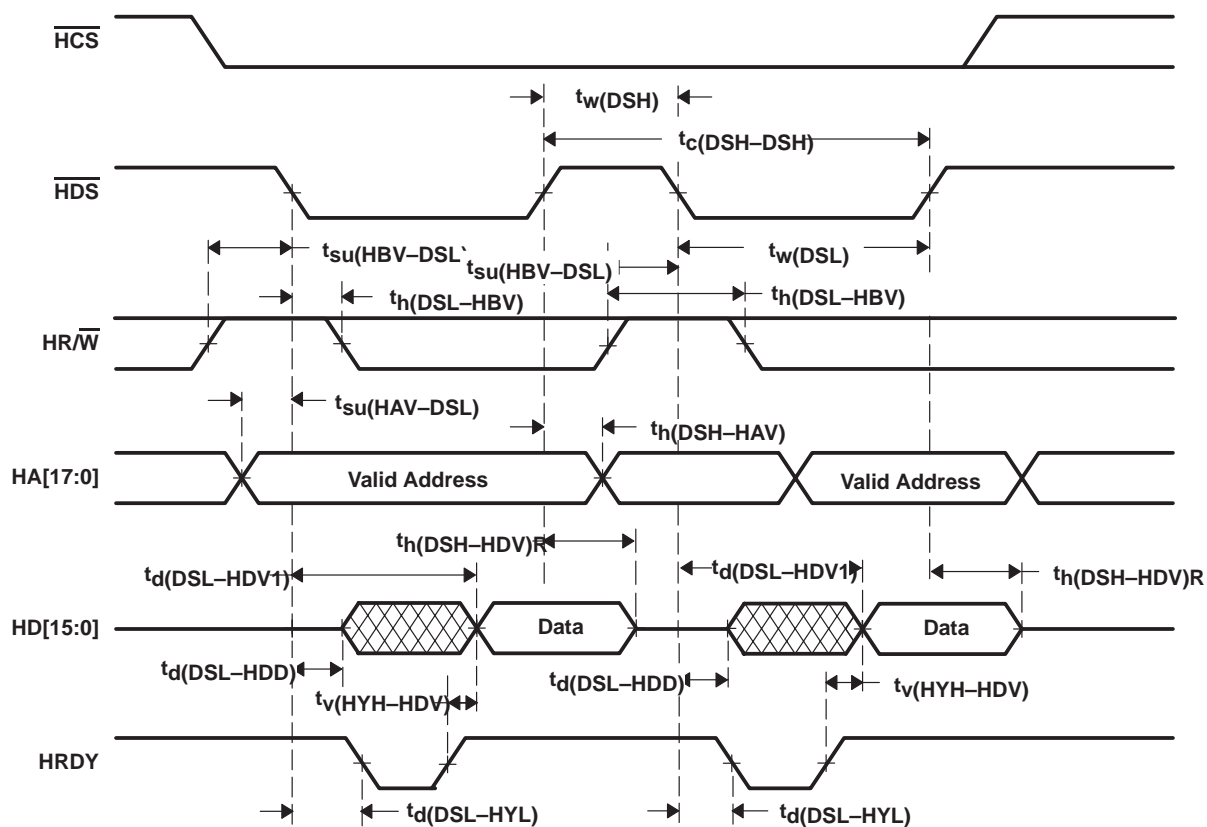 HCS
tw(DSH)
tc(DSH–DSH)
HDS
tsu(HBV–DSL)
tsu(HBV–DSL)
tw(DSL)
th(DSL–HBV)
th(DSL–HBV)
HR/W
tsu(HAV–DSL)
th(DSH–HAV)
HA[17:0]
Valid Address
Valid Address
th(DSH–HDV)R
td(DSL–HDV1)
td(DSL–HDV1)
th(DSH–HDV)R
HD[15:0]
Data
Data
td(DSL–HDD)
td(DSL–HDD)
tv(HYH–HDV)
tv(HYH–HDV)
HRDY
td(DSL–HYL)
td(DSL–HYL)